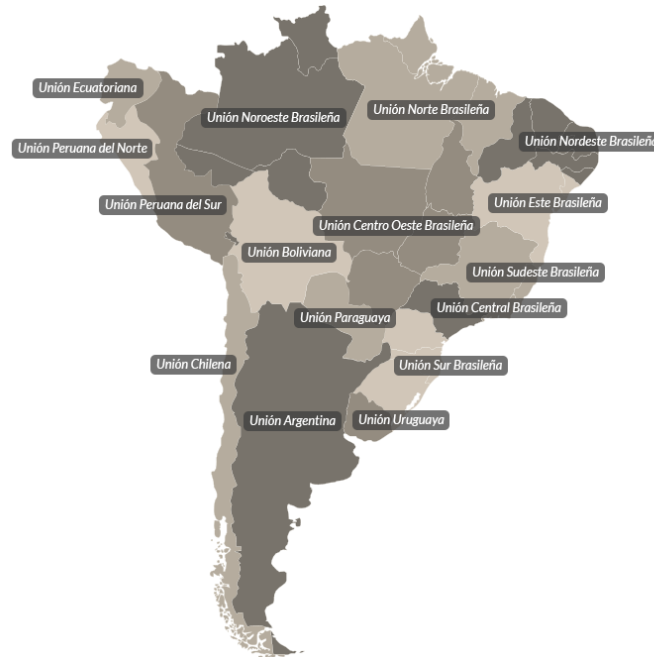 Unión Ecuatoriana
Unión Noroeste Brasileña
Unión Norte Brasileña
Unión Peruana del Norte
Unión Nordeste Brasileña
Unión Peruana del Sur
Unión Este Brasileña
Unión Centro Oeste Brasileña
Unión Boliviana
Unión Sudeste Brasileña
Unión Central Brasileña
Unión Paraguaya
Unión Chilena
Unión Sur Brasileña
Unión Argentina
Unión Uruguaya